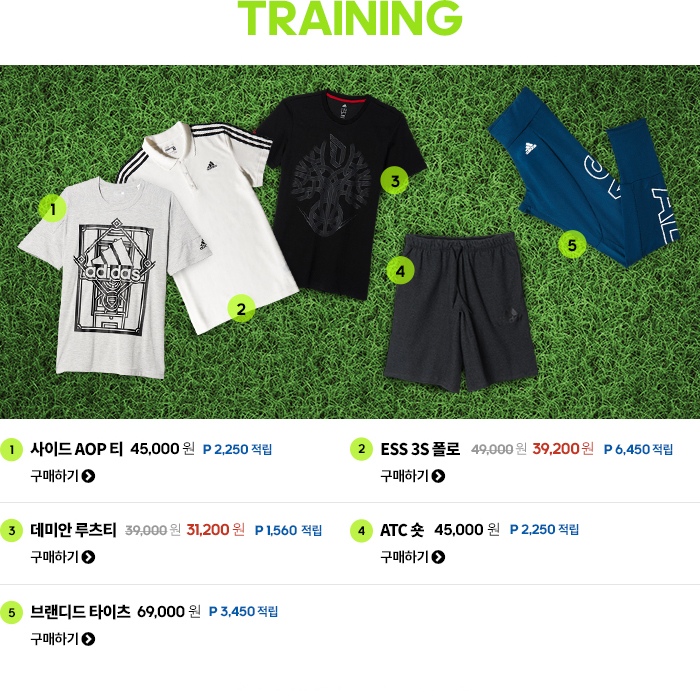 TRAINING
adidas
1
2
3
4
5
1 사이드 AOP 티 45,000 원 P 2,250 적립
구매하기
2 ESS 3S 폴로 49,000 원 39,200 원 P 6,450 적립
구매하기
3 데미안 루츠티 39,000 원 31,200 원 P 1,560 적립
구매하기
4 ATC 숏 45,000 원 P 2,250 적립
구매하기
5 브랜디드 타이츠 69,000 원 P 3,450 적립
구매하기